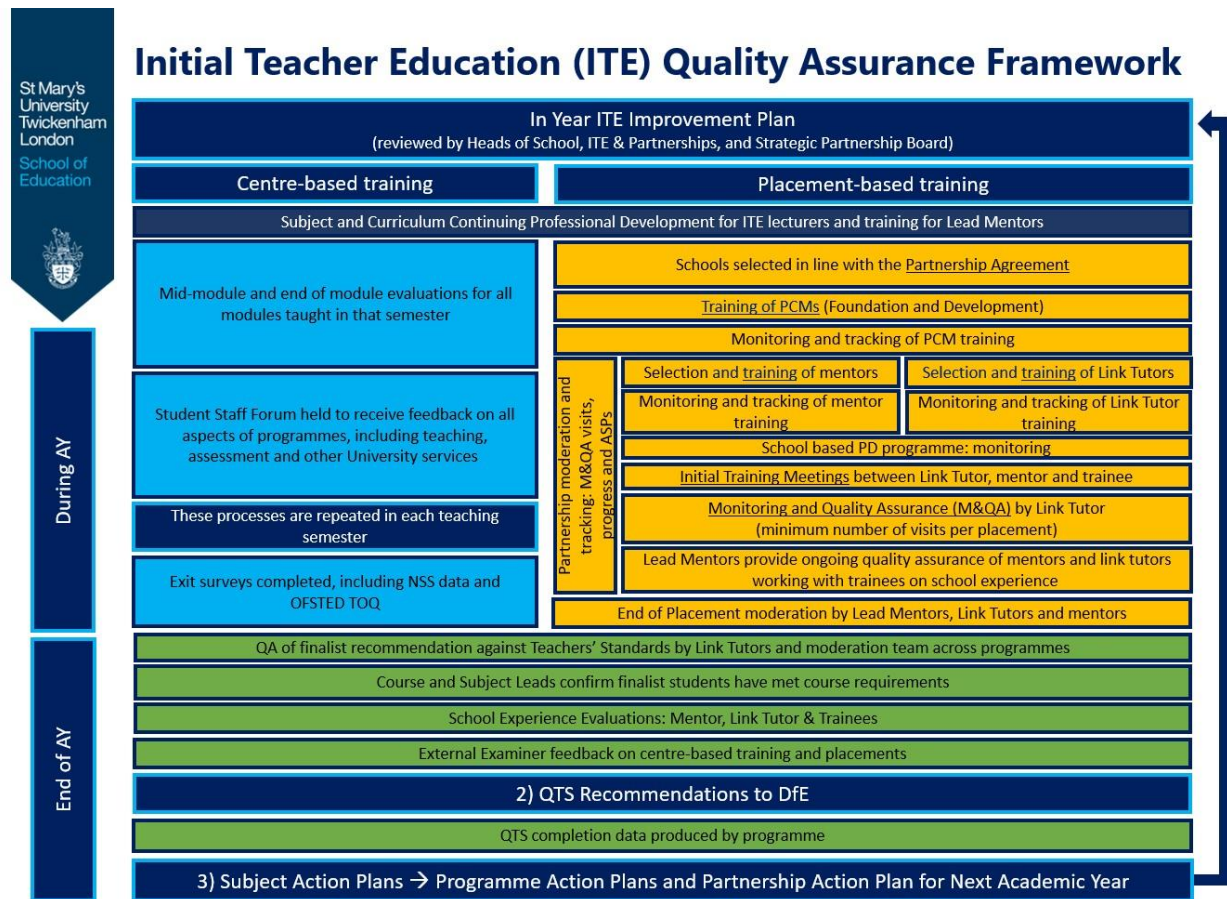 St Mary's
University
Twickenham
London
School of
Education
Initial Teacher Education (ITE) Quality Assurance Framework
In Year ITE Improvement Plan
(reviewed by Heads of School, ITE & Partnerships, and Strategic Partnership Board)
Centre-based training
Placement-based training
Subject and Curriculum Continuing Professional Development for ITE lecturers and training for Lead Mentors
During AY
Mid-module and end of module evaluations for all
modules taught in that semester
Student Staff Forum held to receive feedback on all
aspects of programmes, including teaching,
assessment and other University services
These processes are repeated in each teaching
semester
Exit surveys completed, including NSS data and
OFSTED TOQ
Schools selected in line with the Partnership Agreement
Training of PCMs (Foundation and Development)
Monitoring and tracking of PCM training
Partnership moderation and
tracking: M&QA visits,
progress and ASPs
Selection and training of mentors
Selection and training of Link Tutors
Monitoring and tracking of mentor
training
Monitoring and tracking of Link Tutor
training
School based PD programme: monitoring
Initial Training Meetings between Link Tutor, mentor and trainee
Monitoring and Quality Assurance (M&QA) by Link Tutor
(minimum number of visits per placement)
Lead Mentors provide ongoing quality assurance of mentors and link tutors
working with trainees on school experience
End of Placement moderation by Lead Mentors, Link Tutors and mentors
End of AY
QA of finalist recommendation against Teachers' Standards by Link Tutors and moderation team across programmes
Course and Subject Leads confirm finalist students have met course requirements
School Experience Evaluations: Mentor, Link Tutor & Trainees
External Examiner feedback on centre-based training and placements
2) QTS Recommendations to DfE
QTS completion data produced by programme
3) Subject Action Plans → Programme Action Plans and Partnership Action Plan for Next Academic Year